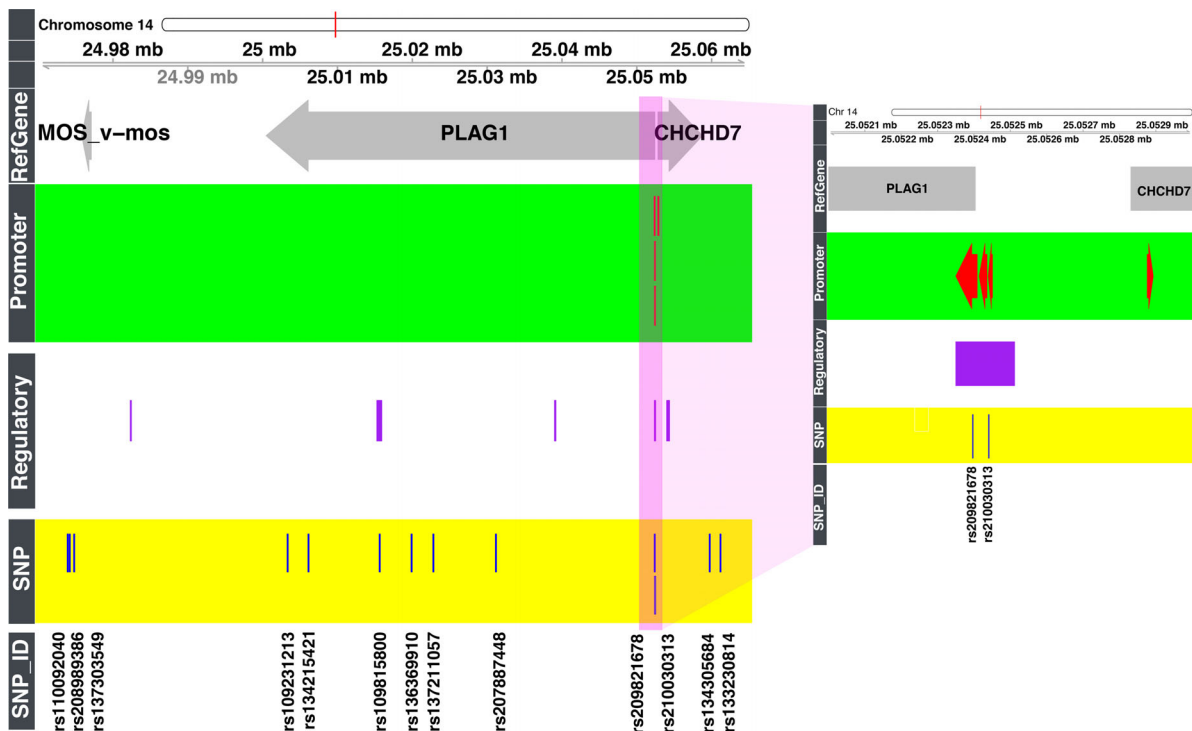 Chromosome 14
24.98 mb 25 mb 25.02 mb 25.04 mb 25.06 mb
24.99 mb 25.01 mb 25.03 mb 25.05 mb
RefGene
MOS_v-mos PLAG1 CHCHD7
Promoter
Regulatory
SNP
SNP_ID
rs110092040
rs208989386
rs137303549
rs109231213
rs134215421
rs109815800
rs136369910
rs137211057
rs207887448
rs209821678
rs210030313
rs134305684
rs133230814
Chr 14
25.0521 mb 25.0523 mb 25.0525 mb 25.0527 mb 25.0529 mb
25.0522 mb 25.0524 mb 25.0526 mb 25.0528 mb
RefGene
PLAG1 CHCHD7
Promoter
Regulatory
SNP
SNP_ID
rs209821678
rs210030313